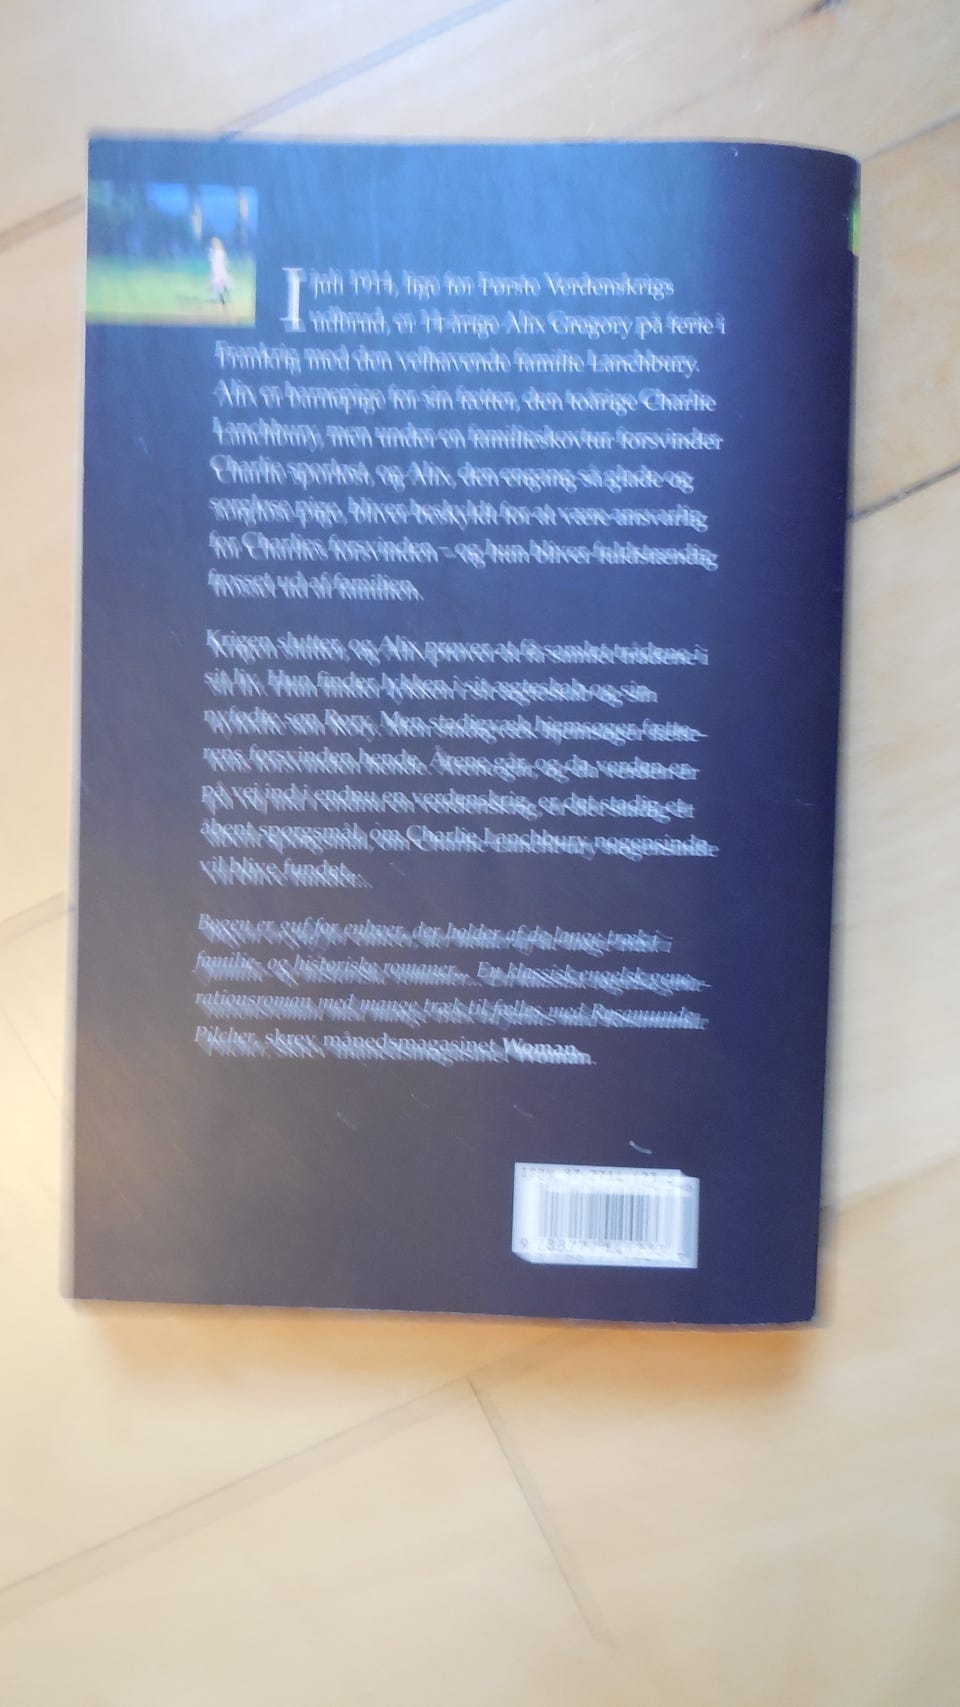 I juli 1914, lige før Første Verdenskrigs
udbrud, er 11-årige Alix Gregory på ferie i
Frankrig med den velhavende familie Lanchbury.
Alix er barnepige for sin fætter, den toårige Charlie
Lanchbury, men under en familieskovtur forsvinder
Charlie sporløst, og Alix, den engang så glade og
sorgløse pige, bliver beskyldt for at være ansvarlig
for Charlies forsvinden – og hun bliver fuldstændig
frosset ud af familien.
Krigen slutter, og Alix prøver at få samlet trådene i
sit liv. Hun finder lykken i sit ægteskab og sin
nyfødte søn Rory. Men stadigvæk hjemsøger fætte-
rens forsvinden hende. Årene går, og da verden er
på vej ind i endnu en verdenskrig, er det stadig et
åbent spørgsmål, om Charlie Lanchbury nogensinde
vil blive fundet...
Bogen er guf for enhver, der holder af de lange træk i
familie- og historiske romaner... En klassisk engelsk gene-
rationsroman med mange træk til fælles med Rosamunde
Pilcher, skrev månedsmagasinet Woman.
ISBN 87